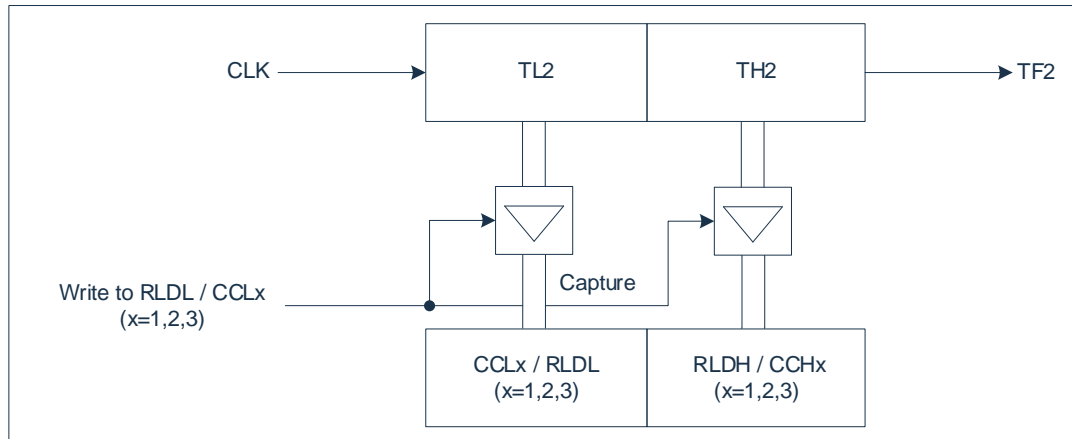 CLK
TL2
TH2
TF2
Capture
Write to RLDL / CCLx
(x=1,2,3)
CCLx / RLDL
(x=1,2,3)
RLDH / CCHx
(x=1,2,3)